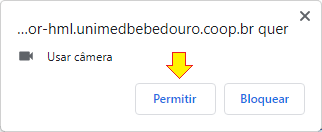 ...or-hml.unimedbebedouro.coop.br quer
Usar câmera
Permitir Bloquear